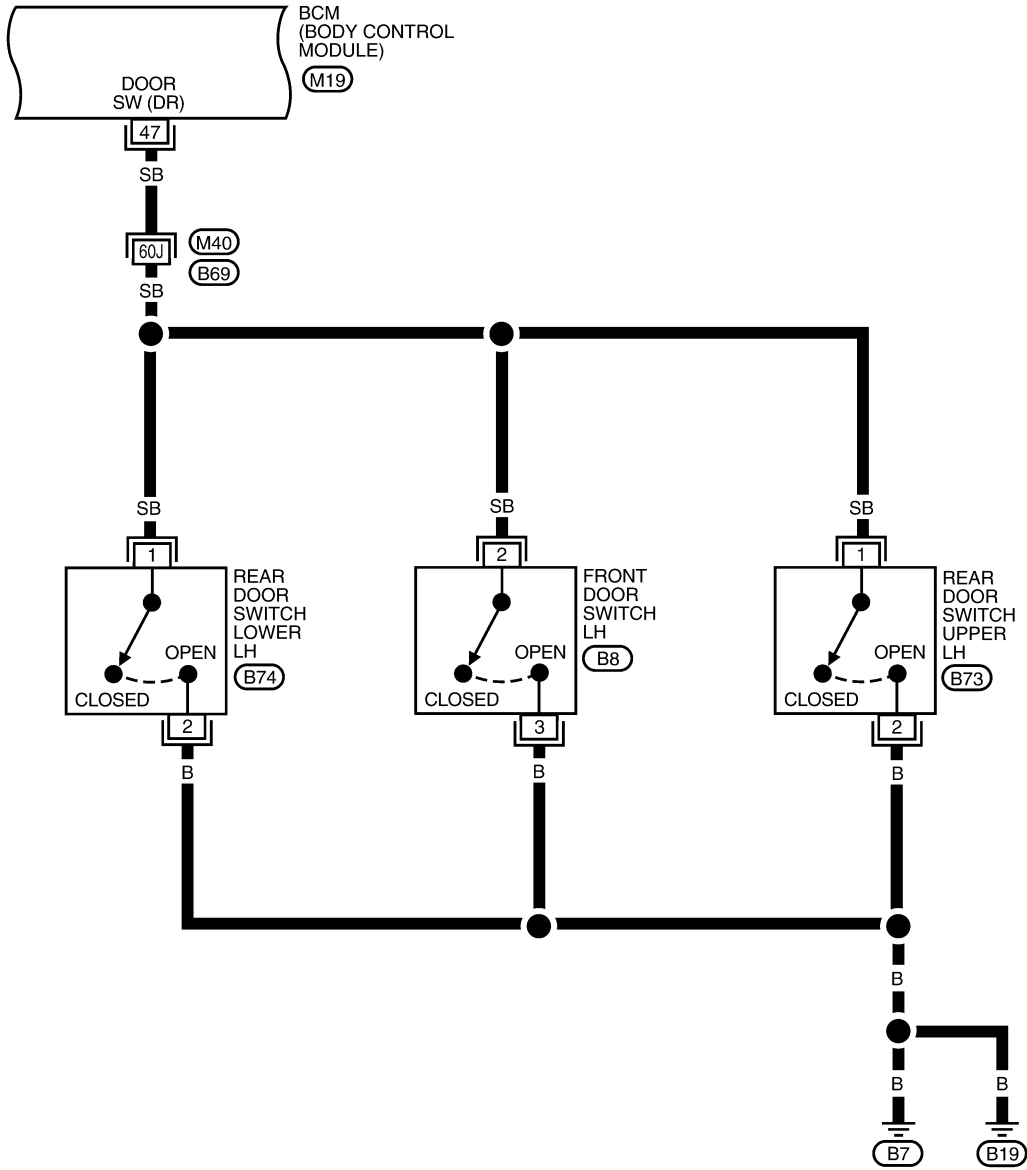 BCM
(BODY CONTROL
MODULE)
M19
DOOR
SW (DR)
47
SB
60J
M40
B69
SB
SB
SB
SB
1
2
1
REAR
DOOR
SWITCH
LOWER
LH
B74
OPEN
CLOSED
FRONT
DOOR
SWITCH
LH
B8
OPEN
CLOSED
REAR
DOOR
SWITCH
UPPER
LH
B73
OPEN
CLOSED
2
3
2
B
B
B
B
B
B
B7
B19